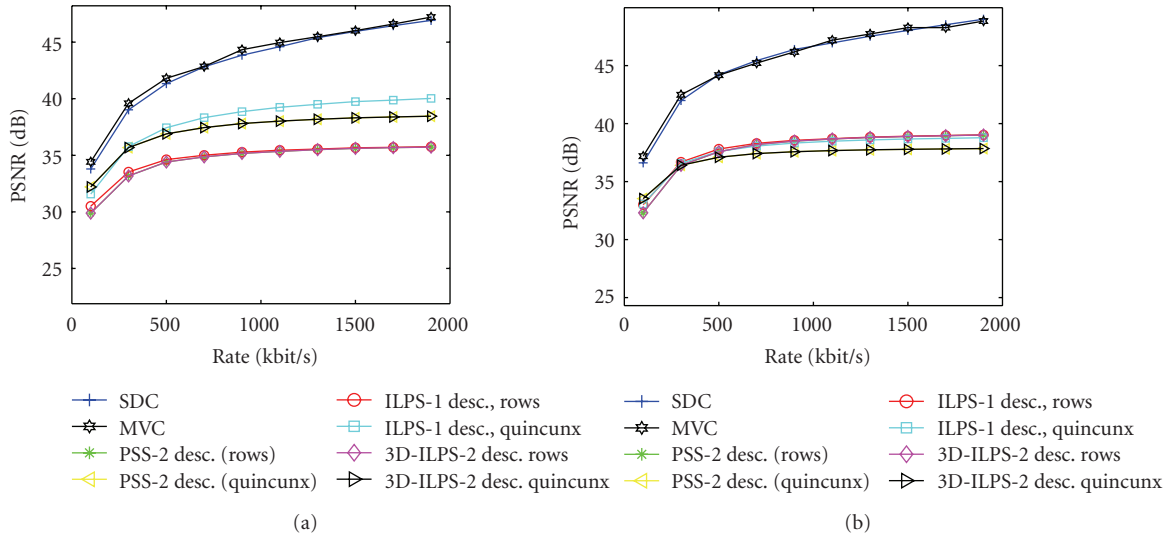 PSNR (dB)
45
40
35
30
25
0
500
1000
1500
2000
Rate (kbit/s)
SDC
MVC
PSS-2 desc. (rows)
PSS-2 desc. (quincunx)
ILPS-1 desc., rows
ILPS-1 desc., quincunx
3D-ILPS-2 desc. rows
3D-ILPS-2 desc. quincunx
(a)
PSNR (dB)
45
40
35
30
25
0
500
1000
1500
2000
Rate (kbit/s)
SDC
MVC
PSS-2 desc. (rows)
PSS-2 desc. (quincunx)
ILPS-1 desc., rows
ILPS-1 desc., quincunx
3D-ILPS-2 desc. rows
3D-ILPS-2 desc. quincunx
(b)